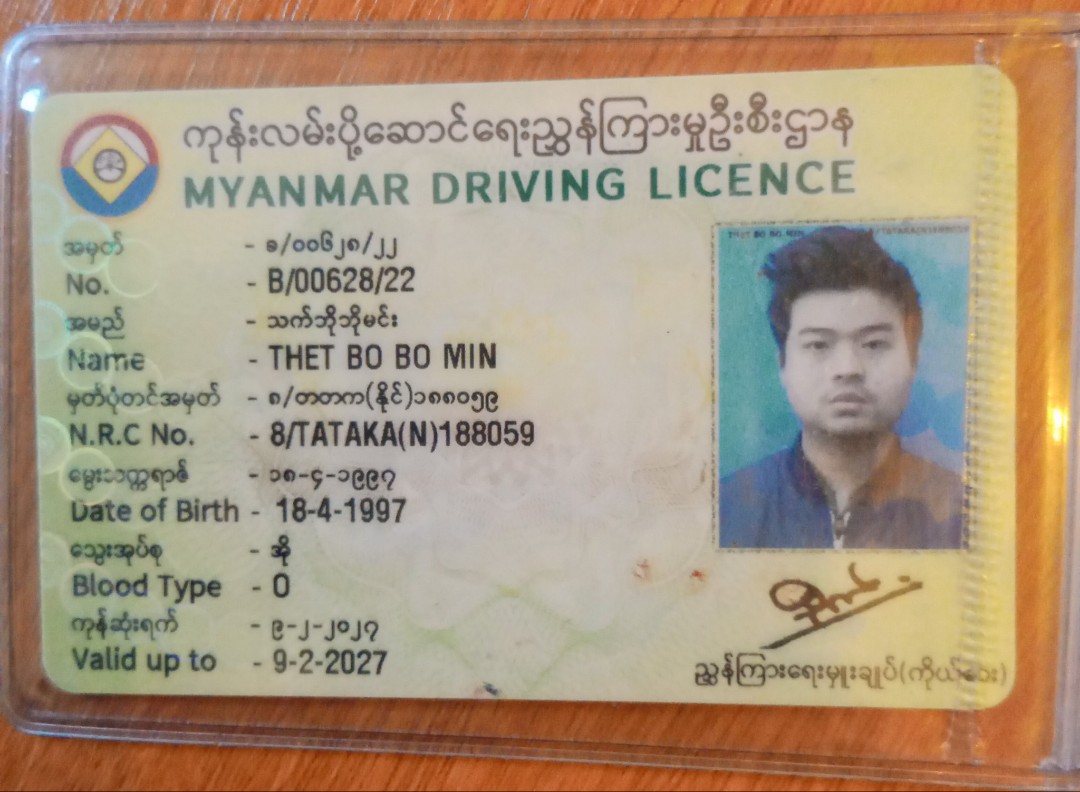 ကုန်းလမ်းပို့ဆောင်ရေးညွှန်ကြားမှုဦးစီးဌာန
MYANMAR DRIVING LICENCE
အမှတ် - ခ/၀၀၆၂၈/၂၂
No. - B/00628/22
အမည် - သက်ဘိုဘိုမင်း
Name - THET BO BO MIN
မှတ်ပုံတင်အမှတ် - ၈/တတက(နိုင်)၁၈၈၀၅၉
N.R.C No. - 8/TATAKA(N)188059
မွေးသက္ကရာဇ် - ၁၈-၄-၁၉၉၇
Date of Birth - 18-4-1997
သွေးအုပ်စု - အို
Blood Type - O
ကုန်ဆုံးရက် - ၉-၂-၂၀၂၇
Valid up to - 9-2-2027
THET BO BO MIN
ညွှန်ကြားရေးမှူးချုပ်(ကိုယ်စား)